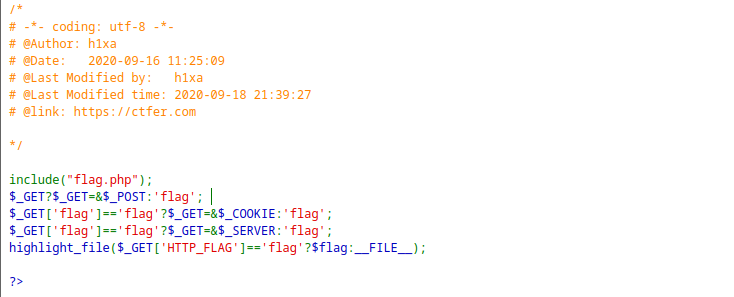 /*
# -*- coding: utf-8 -*-
# @Author: h1xa
# @Date:   2020-09-16 11:25:09
# @Last Modified by:   h1xa
# @Last Modified time: 2020-09-18 21:39:27
# @link: https://ctfer.com
*/
include("flag.php");
$_GET?$_GET=&$_POST:'flag';
$_GET['flag']=='flag'?$_GET=&$_COOKIE:'flag';
$_GET['flag']=='flag'?$_GET=&$_SERVER:'flag';
highlight_file($_GET['HTTP_FLAG']=='flag'?$flag:__FILE__);
?>